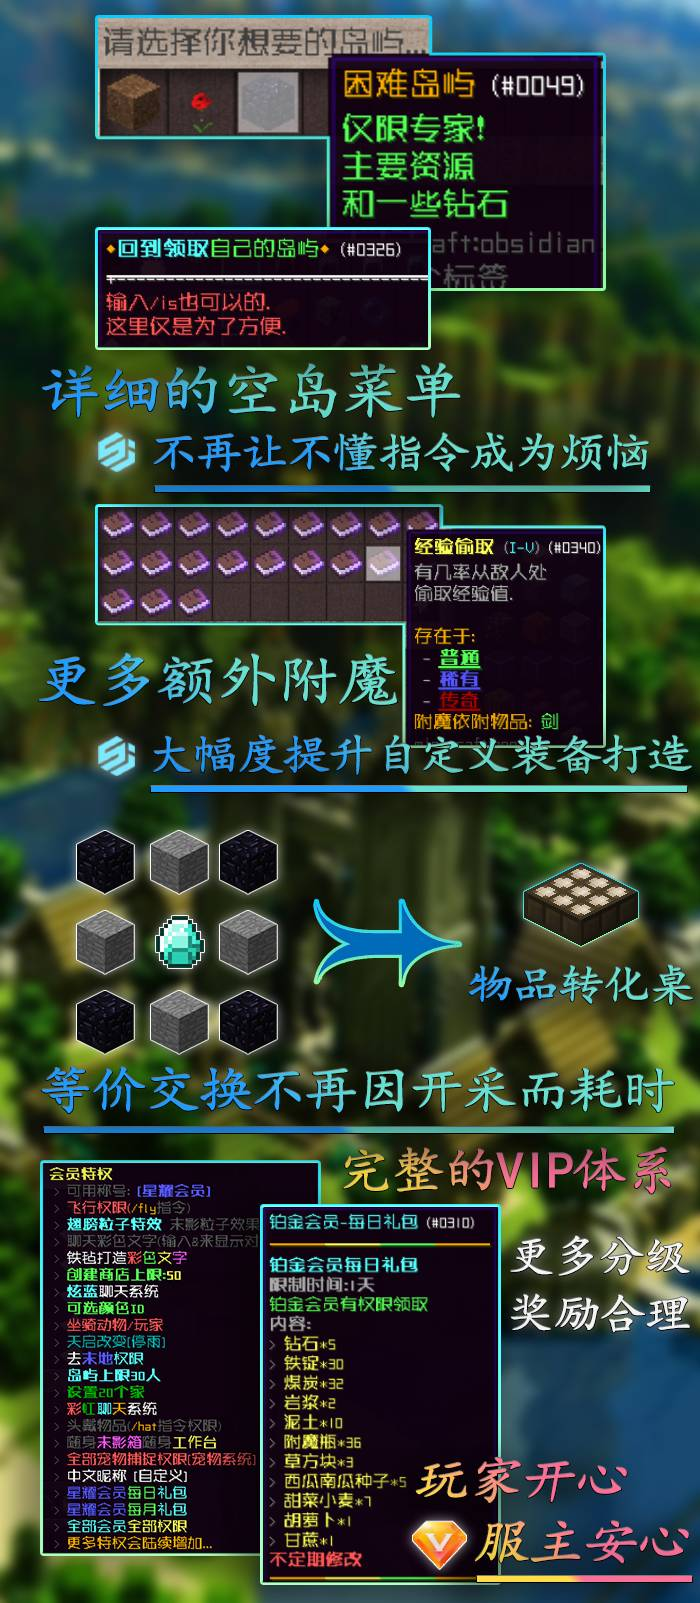 请选择你想要的岛屿...
困难岛屿 (#0049)
仅限专家!
主要资源
和一些钻石
aft:obsidian
个标签
◆回到领取自己的岛屿◆ (#0326)
输入/is也可以的.
这里仅是为了方便.
详细的空岛菜单
不再让不懂指令成为烦恼
经验偷取 (I-V) (#0340)
有几率从敌人处
偷取经验值.
存在于:
- 普通
- 稀有
- 传奇
附魔依附物品: 剑
更多额外附魔
大幅度提升自定义装备打造
物品转化桌
等价交换不再因开采而耗时
完整的VIP体系
更多分级
奖励合理
会员特权
> 可用称号: [星耀会员]
> 飞行权限(/fly指令)
> 翅膀粒子特效 末影粒子效果
> 聊天彩色文字(输入&来显示对
> 铁毡打造彩色文字
> 创建商店上限:50
> 炫蓝聊天系统
> 可选颜色ID
> 坐骑动物/玩家
> 天启改变[停雨]
> 去末地权限
> 岛屿上限30人
> 设置20个家
> 彩虹聊天系统
> 头戴物品(/hat指令权限)
> 随身末影箱随身工作台
> 全部宠物捕捉权限[宠物系统]
> 中文昵称 [自定义]
> 星耀会员每日礼包
> 星耀会员每月礼包
> 全部会员全部权限
> 更多特权会陆续增加...
铂金会员-每日礼包 (#0310)
铂金会员每日礼包
限制时间:1天
铂金会员有权限领取
内容:
> 钻石*5
> 铁锭*30
> 煤炭*32
> 岩浆*2
> 泥土*10
> 附魔瓶*36
> 草方块*3
> 西瓜南瓜种子*5
> 甜菜小麦*7
> 胡萝卜*1
> 甘蔗*1
不定期修改
玩家开心
服主安心